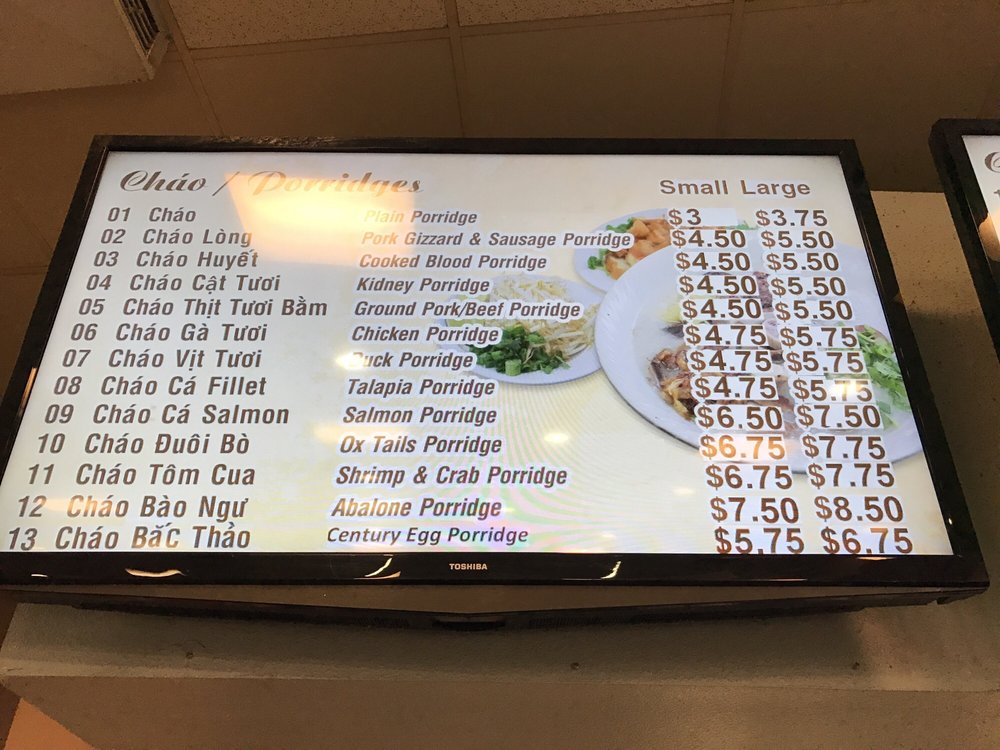 Cháo / Porridges Small Large
01 Cháo Plain Porridge $3 $3.75
02 Cháo Lòng Pork Gizzard & Sausage Porridge $4.50 $5.50
03 Cháo Huyết Cooked Blood Porridge $4.50 $5.50
04 Cháo Cật Tươi Kidney Porridge $4.50 $5.50
05 Cháo Thịt Tươi Bằm Ground Pork/Beef Porridge $4.50 $5.50
06 Cháo Gà Tươi Chicken Porridge $4.75 $5.75
07 Cháo Vịt Tươi Duck Porridge $4.75 $5.75
08 Cháo Cá Fillet Talapia Porridge $4.75 $5.75
09 Cháo Cá Salmon Salmon Porridge $6.50 $7.50
10 Cháo Đuôi Bò Ox Tails Porridge $6.75 $7.75
11 Cháo Tôm Cua Shrimp & Crab Porridge $6.75 $7.75
12 Cháo Bào Ngư Abalone Porridge $7.50 $8.50
13 Cháo Bắc Thảo Century Egg Porridge $5.75 $6.75
TOSHIBA